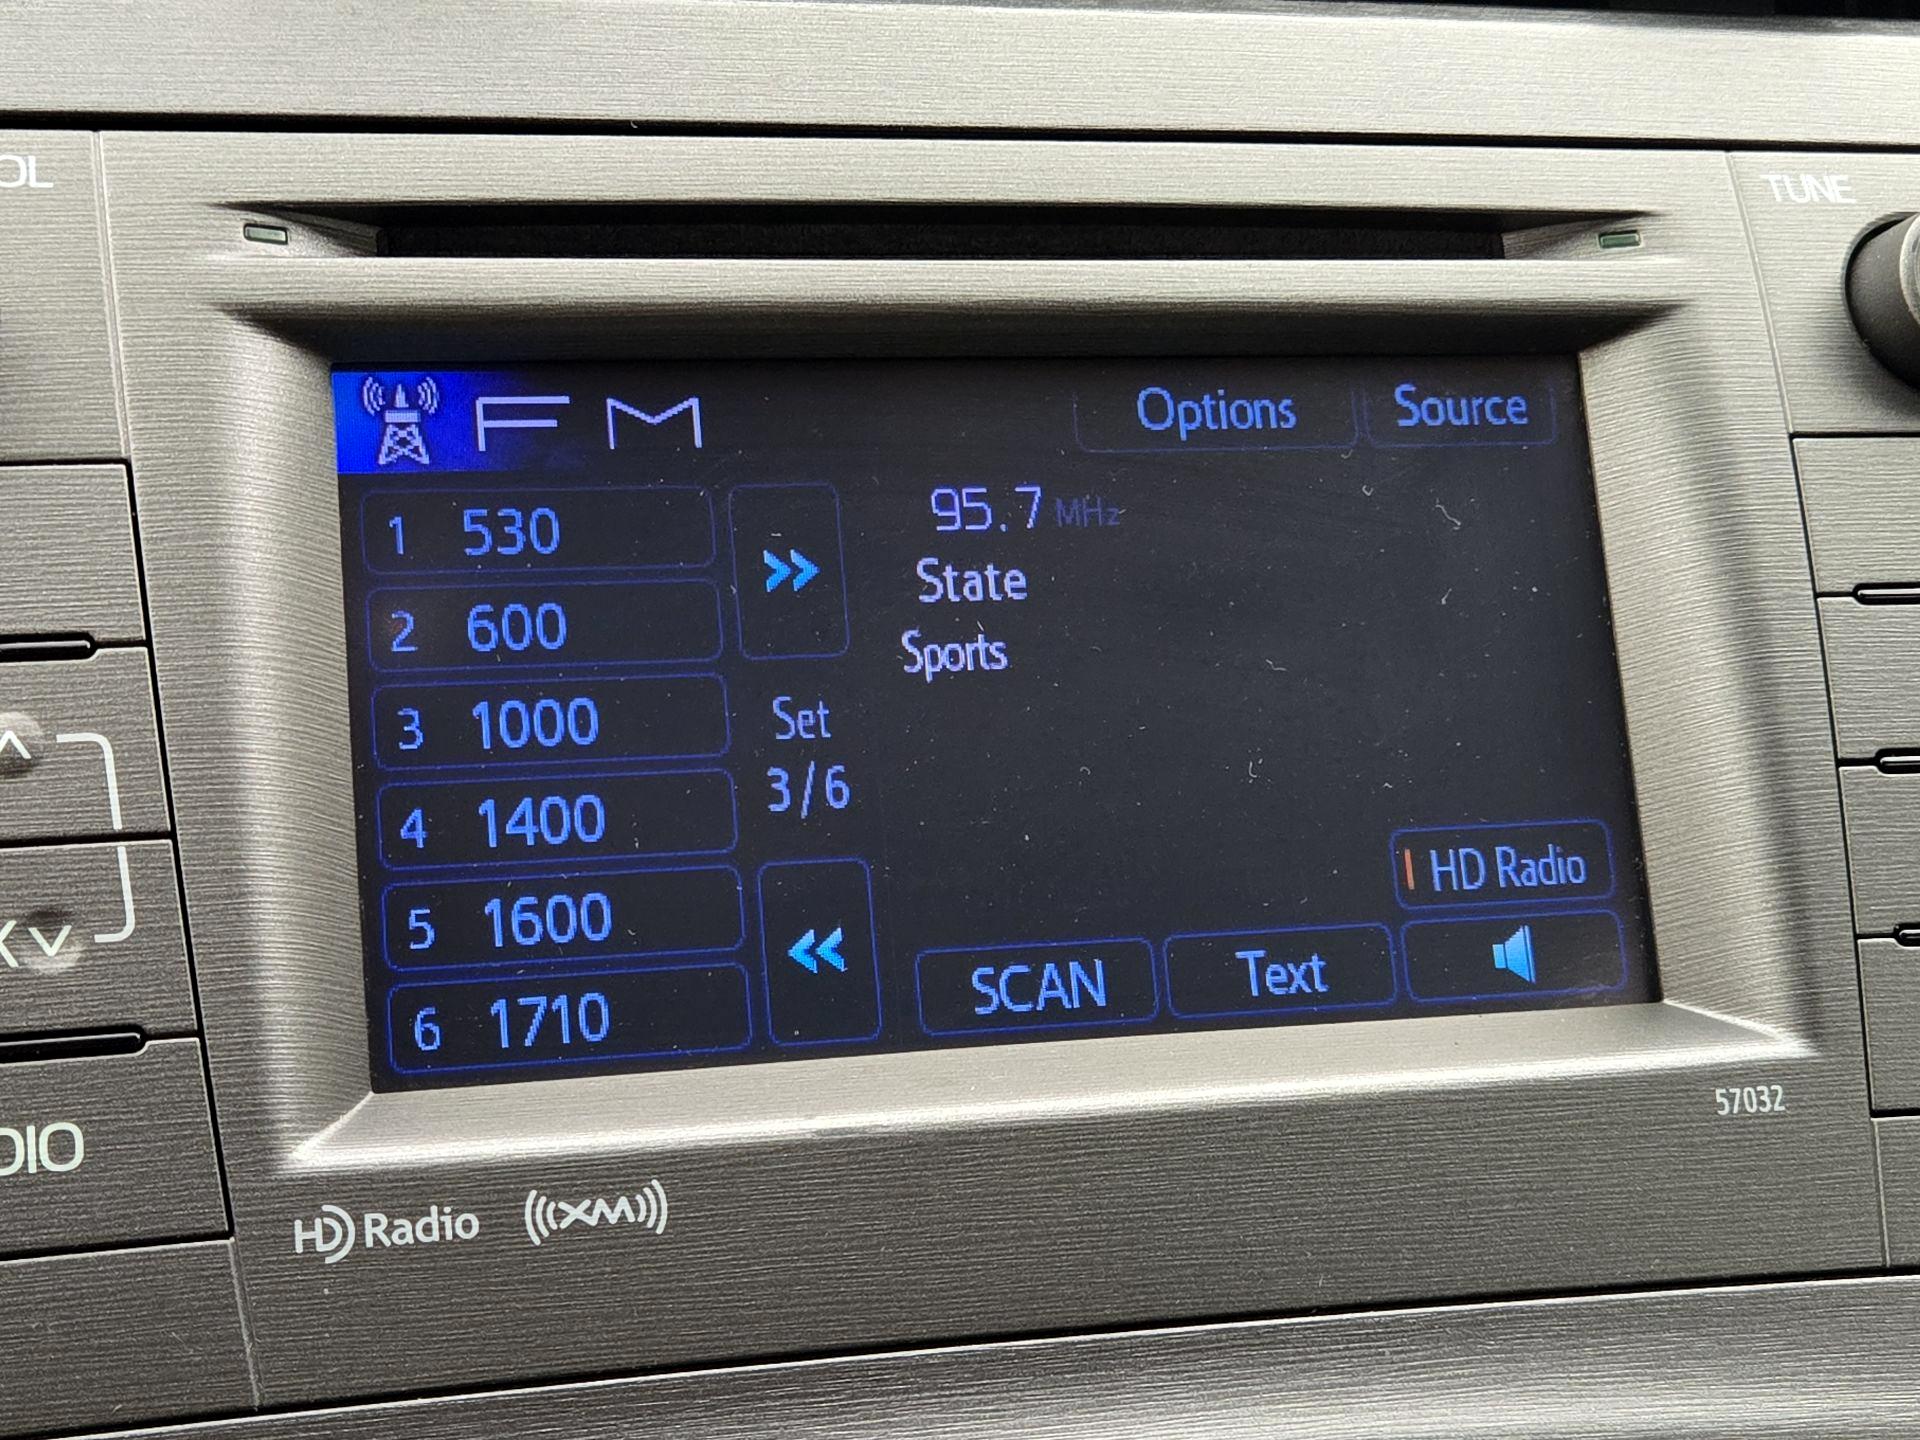 OL
TUNE
FM
Options
Source
1 530
2 600
3 1000
4 1400
5 1600
6 1710
>>
Set
3/6
<<
95.7 MHz
State
Sports
HD Radio
SCAN
Text
57032
DIO
HD Radio
XM